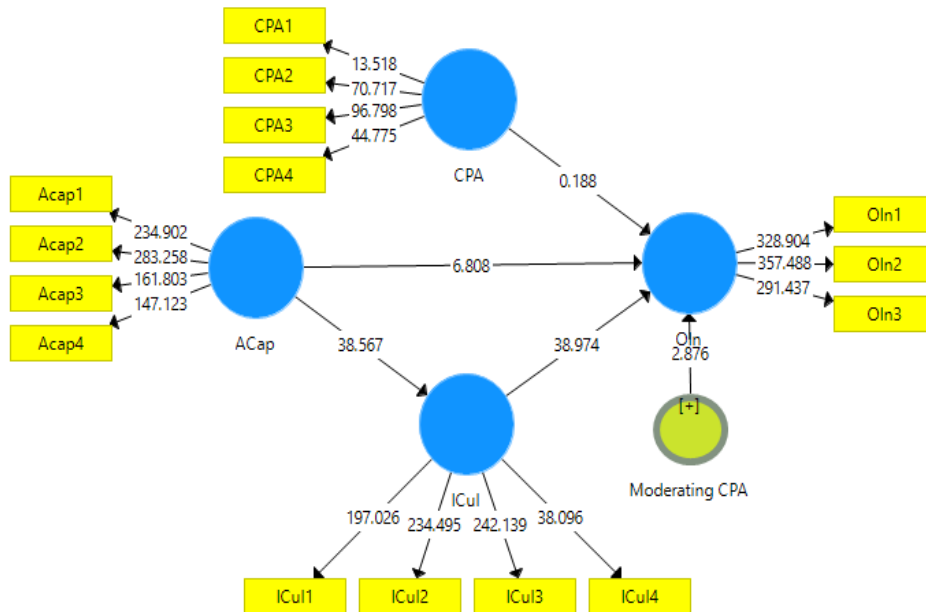 CPA1
CPA2
CPA3
CPA4
13.518
70.717
96.798
44.775
CPA
0.188
Acap1
Acap2
Acap3
Acap4
234.902
283.258
161.803
147.123
ACap
6.808
OIn1
OIn2
OIn3
328.904
357.488
291.437
OIn
2.876
[+]
Moderating CPA
38.567
38.974
ICul
197.026
234.495
242.139
38.096
ICul1
ICul2
ICul3
ICul4